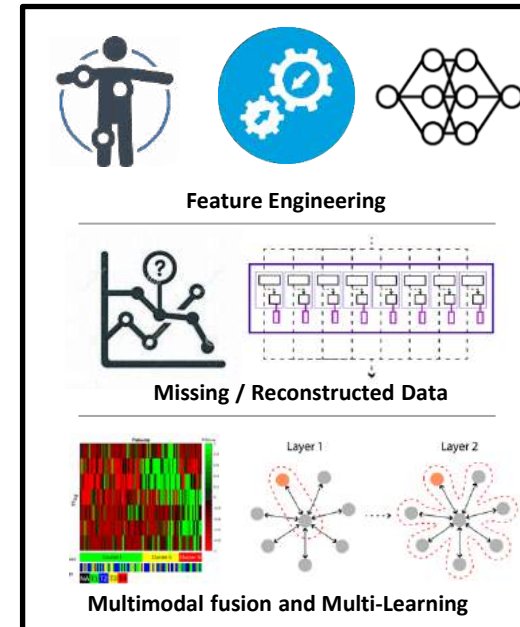 Feature Engineering
?
Missing / Reconstructed Data
Layer 1
Layer 2
Multimodal fusion and Multi-Learning